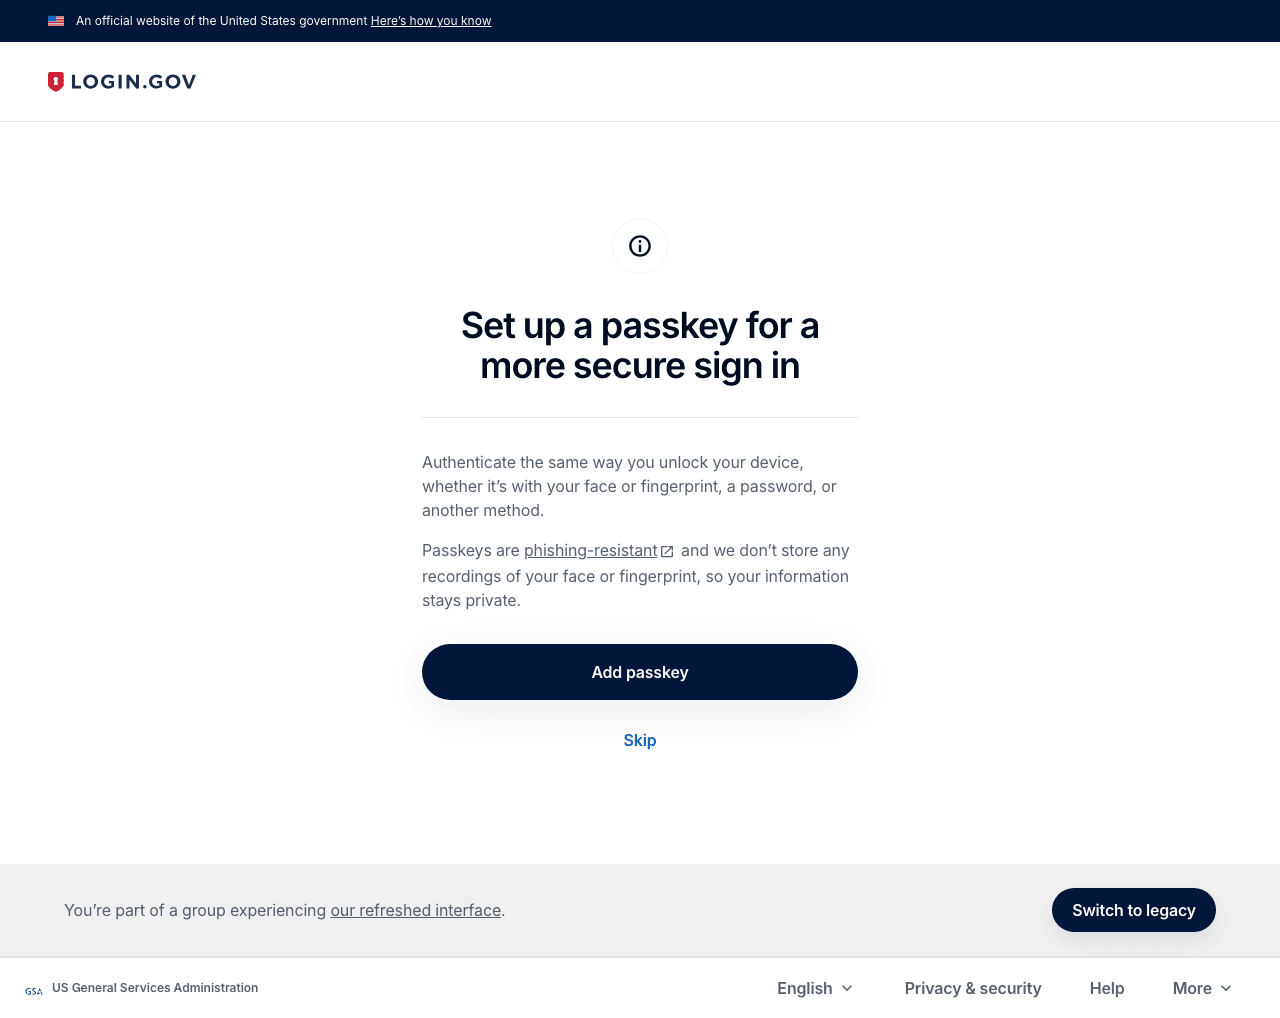 An official website of the United States government Here’s how you know
LOGIN.GOV
Set up a passkey for a
more secure sign in
Authenticate the same way you unlock your device,
whether it’s with your face or fingerprint, a password, or
another method.
Passkeys are phishing-resistant and we don’t store any
recordings of your face or fingerprint, so your information
stays private.
Add passkey
Skip
You’re part of a group experiencing our refreshed interface.
Switch to legacy
GSA US General Services Administration
English
Privacy & security
Help
More